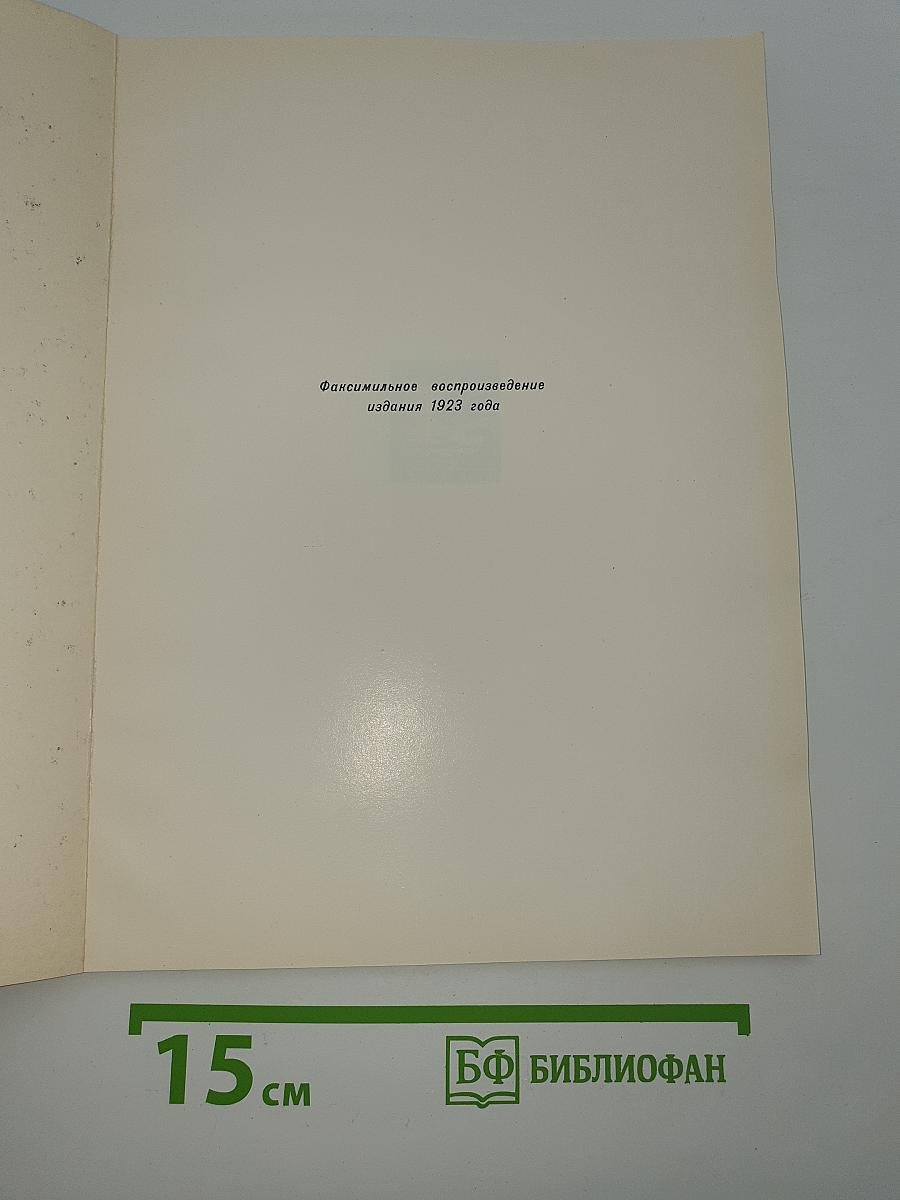 Факсимильное воспроизведение
издания 1923 года
15 см
БФ БИБЛИОФАН